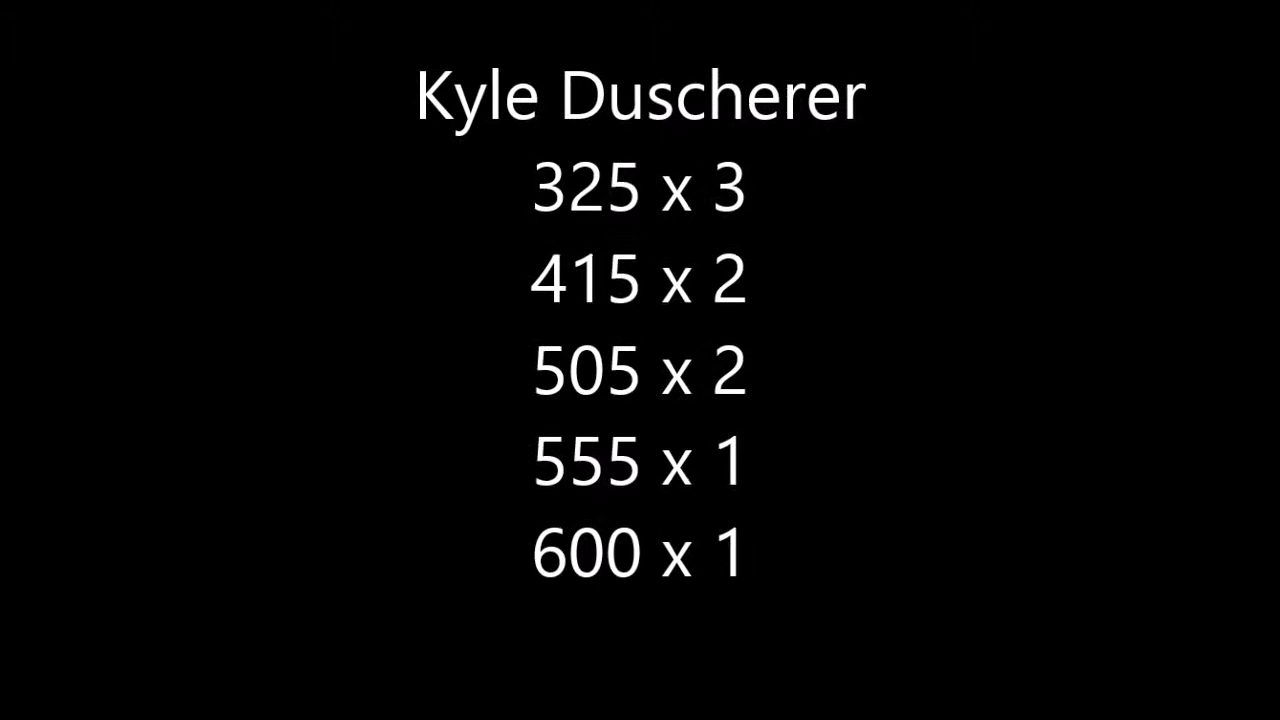 Kyle Duscherer
325 x 3
415 x 2
505 x 2
555 x 1
600 x 1